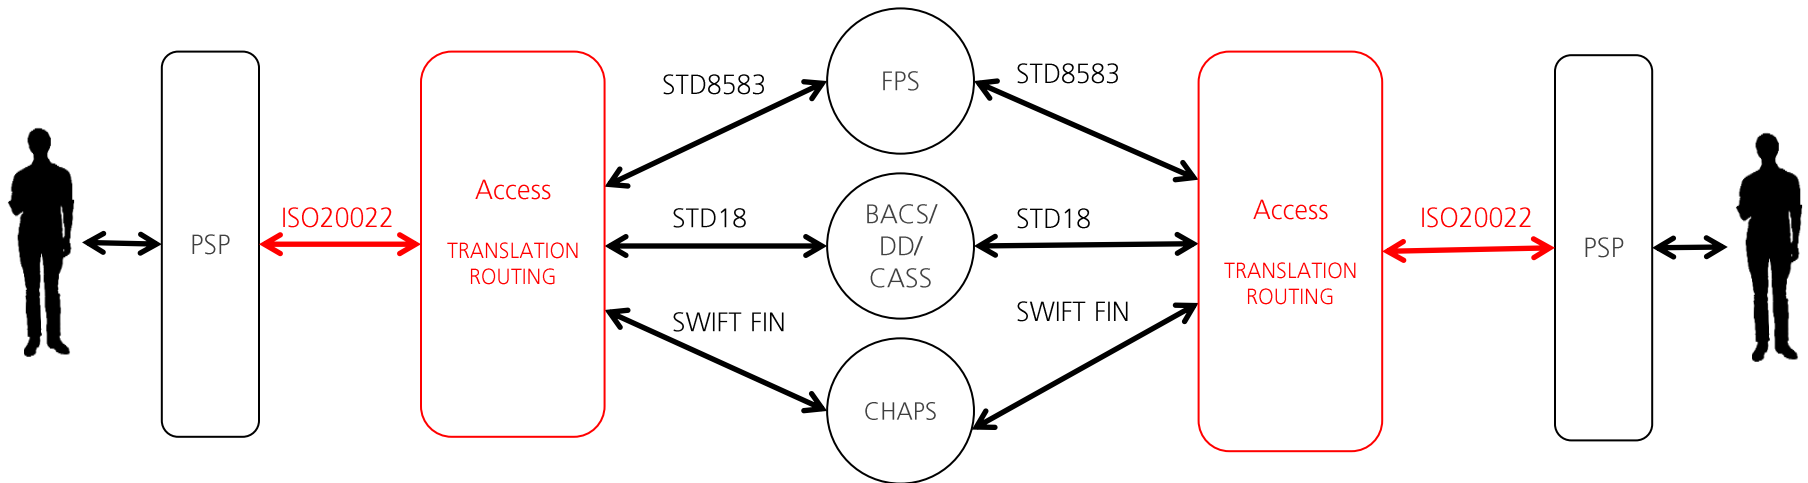 PSP
ISO20022
Access
TRANSLATION
ROUTING
STD8583
STD18
SWIFT FIN
FPS
BACS/
DD/
CASS
CHAPS
STD8583
STD18
SWIFT FIN
Access
TRANSLATION
ROUTING
ISO20022
PSP